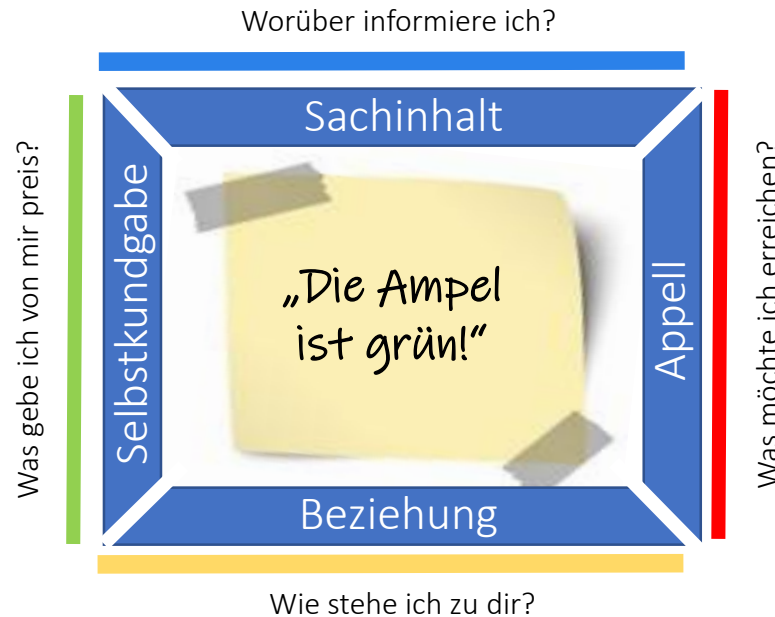 Worüber informiere ich?
Sachinhalt
Was gebe ich von mir preis?
Selbstkundgabe
„Die Ampel
ist grün!“
Appell
Was möchte ich erreichen?
Beziehung
Wie stehe ich zu dir?